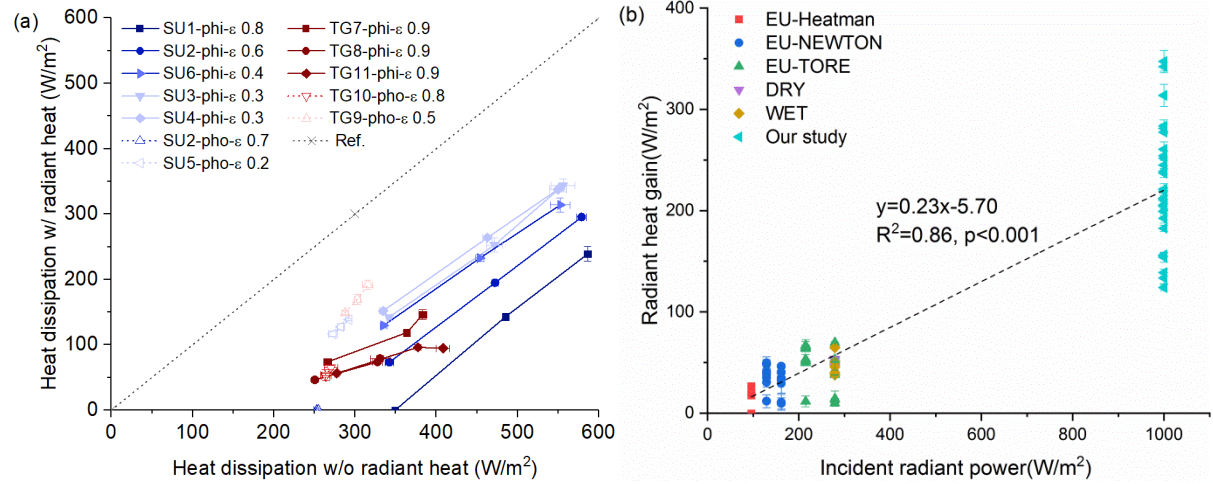 (a)
600
500
400
300
200
100
0
0 100 200 300 400 500 600
Heat dissipation w/ radiant heat (W/m²)
Heat dissipation w/o radiant heat (W/m²)
SU1-phi-ε 0.8
SU2-phi-ε 0.6
SU6-phi-ε 0.4
SU3-phi-ε 0.3
SU4-phi-ε 0.3
SU2-pho-ε 0.7
SU5-pho-ε 0.2
TG7-phi-ε 0.9
TG8-phi-ε 0.9
TG11-phi-ε 0.9
TG10-pho-ε 0.8
TG9-pho-ε 0.5
Ref.
(b)
400
300
200
100
0
0 200 400 600 800 1000
Radiant heat gain(W/m²)
Incident radiant power(W/m²)
EU-Heatman
EU-NEWTON
EU-TORE
DRY
WET
Our study
y=0.23x-5.70
R²=0.86, p<0.001